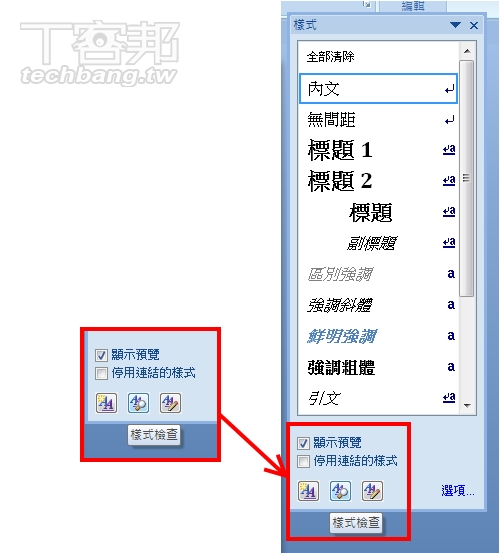 T客邦
techbang.tw
編輯
樣式
全部清除
內文
無間距
標題 1
標題 2
標題
副標題
區別強調
強調斜體
鮮明強調
強調粗體
引文
顯示預覽
停用連結的樣式
樣式檢查
顯示預覽
停用連結的樣式
選項...
樣式檢查